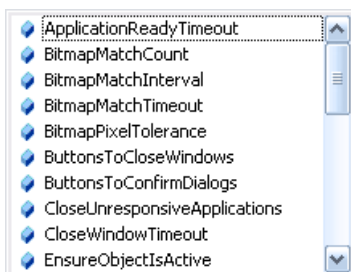 ApplicationReadyTimeout
BitmapMatchCount
BitmapMatchInterval
BitmapMatchTimeout
BitmapPixelTolerance
ButtonsToCloseWindows
ButtonsToConfirmDialogs
CloseUnresponsiveApplications
CloseWindowTimeout
EnsureObjectIsActive